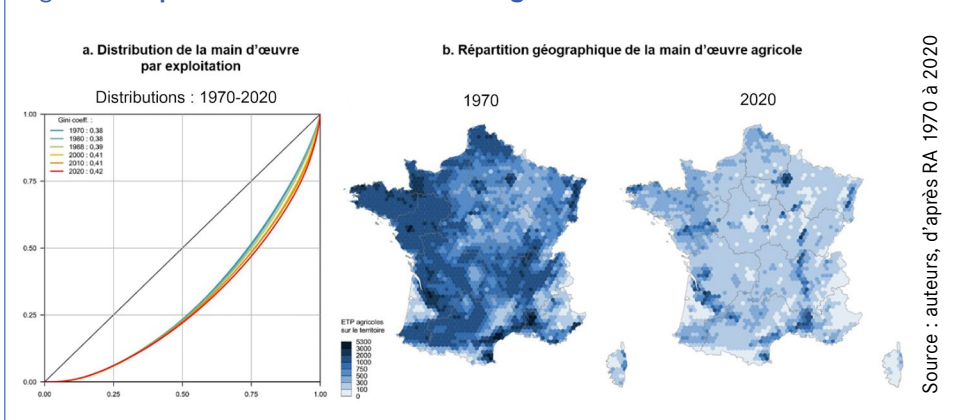 a. Distribution de la main d'œuvre
par exploitation
Distributions : 1970-2020
Gini coeff. :
1970 : 0,38
1980 : 0,38
1988 : 0,39
2000 : 0,41
2010 : 0,41
2020 : 0,42
1.00
0.75
0.50
0.25
0.00
0.00 0.25 0.50 0.75 1.00
b. Répartition géographique de la main d'œuvre agricole
1970
2020
ETP agricoles
sur le territoire
5300
3000
2000
1000
750
500
300
100
0
Source : auteurs, d'après RA 1970 à 2020